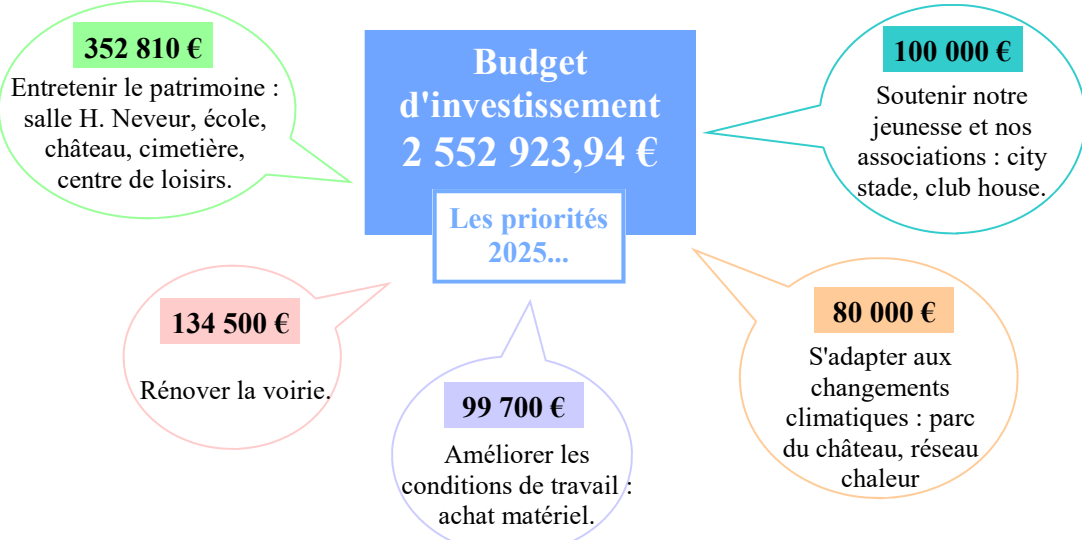 352 810 €
Entretenir le patrimoine :
salle H. Neveur, école,
château, cimetière,
centre de loisirs.
Budget
d'investissement
2 552 923,94 €
Les priorités
2025...
100 000 €
Soutenir notre
jeunesse et nos
associations : city
stade, club house.
134 500 €
Rénover la voirie.
99 700 €
Améliorer les
conditions de travail :
achat matériel.
80 000 €
S'adapter aux
changements
climatiques : parc
du château, réseau
chaleur